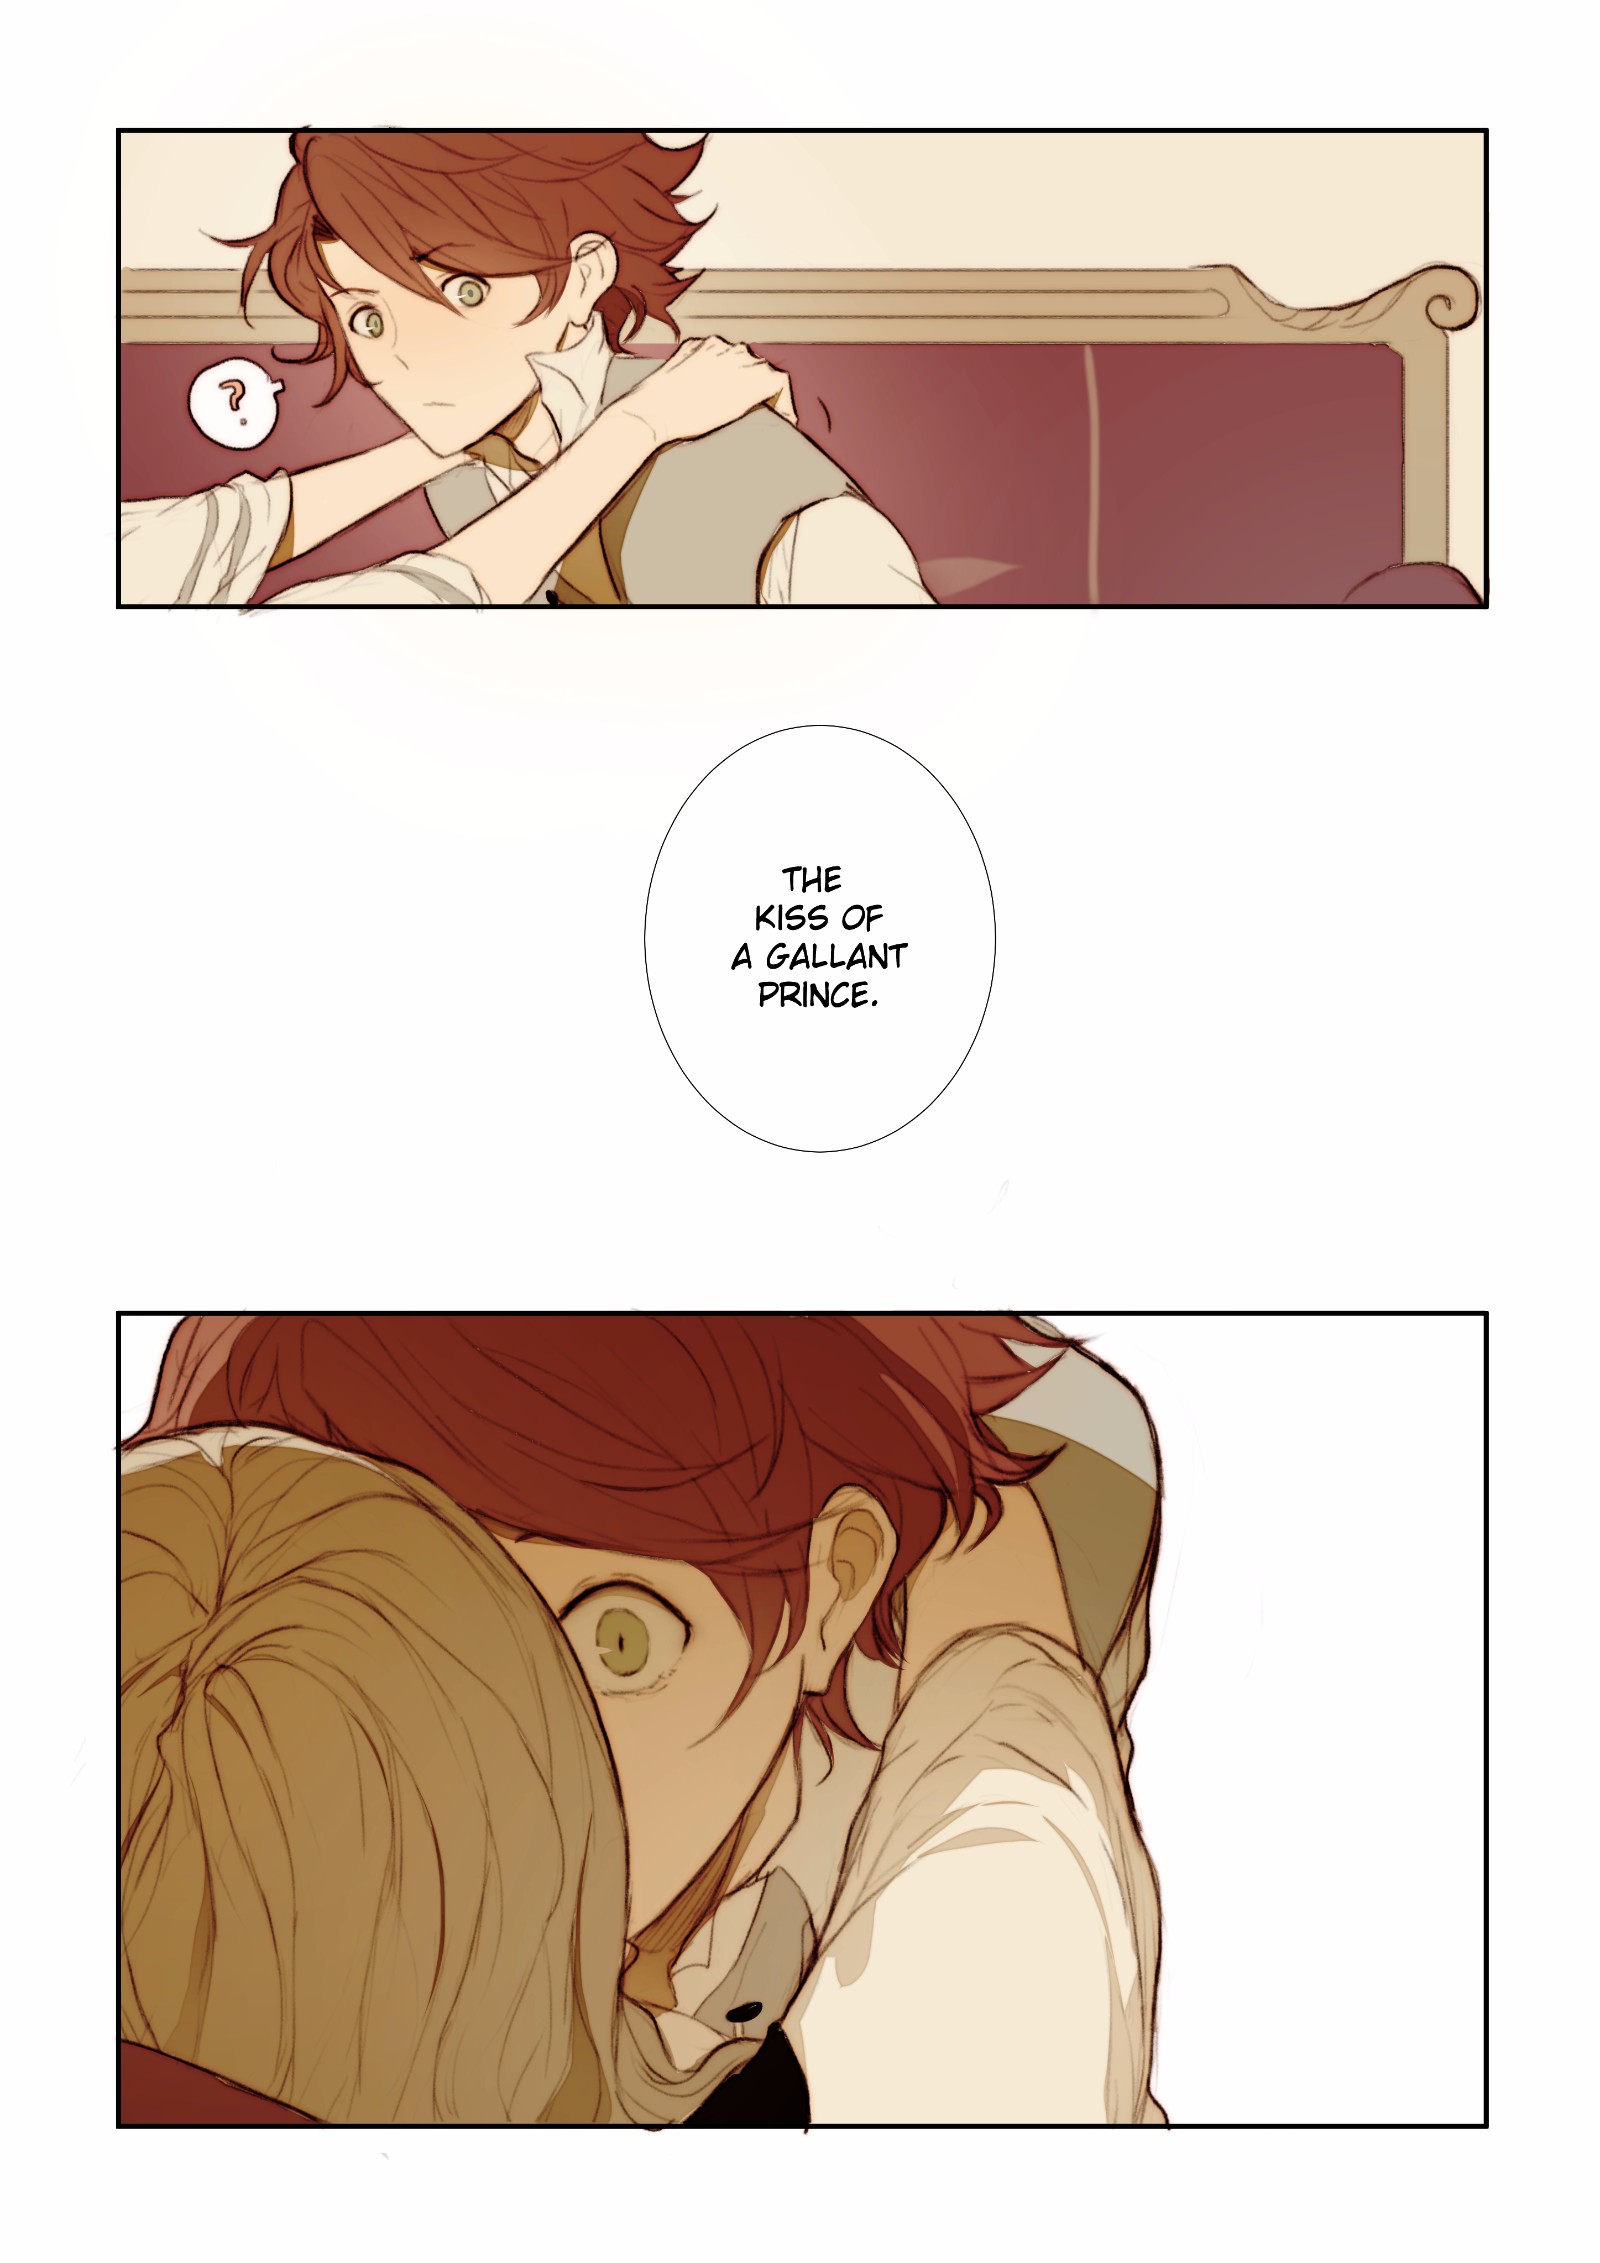 ?
THE
KISS OF
A GALLANT
PRINCE.